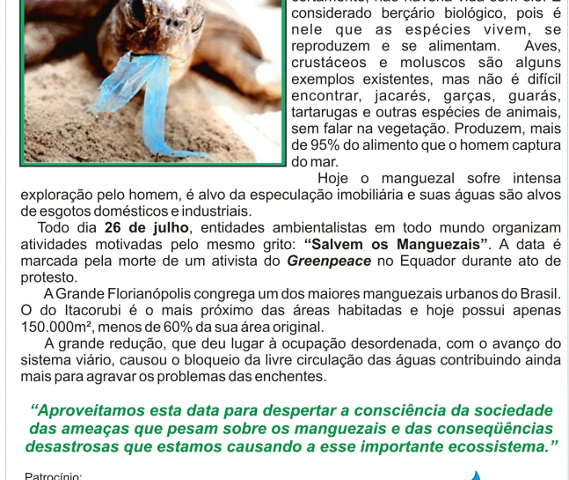 considerado berçário biológico, pois é
nele que as espécies vivem, se
reproduzem e se alimentam. Aves,
crustáceos e moluscos são alguns
exemplos existentes, mas não é difícil
encontrar, jacarés, garças, guarás,
tartarugas e outras espécies de animais,
sem falar na vegetação. Produzem, mais
de 95% do alimento que o homem captura
do mar.
Hoje o manguezal sofre intensa
exploração pelo homem, é alvo da especulação imobiliária e suas águas são alvos
de esgotos domésticos e industriais.
Todo dia 26 de julho, entidades ambientalistas em todo mundo organizam
atividades motivadas pelo mesmo grito: “Salvem os Manguezais”. A data é
marcada pela morte de um ativista do Greenpeace no Equador durante ato de
protesto.
A Grande Florianópolis congrega um dos maiores manguezais urbanos do Brasil.
O do Itacorubi é o mais próximo das áreas habitadas e hoje possui apenas
150.000m², menos de 60% da sua área original.
A grande redução, que deu lugar à ocupação desordenada, com o avanço do
sistema viário, causou o bloqueio da livre circulação das águas contribuindo ainda
mais para agravar os problemas das enchentes.
“Aproveitamos esta data para despertar a consciência da sociedade
das ameaças que pesam sobre os manguezais e das conseqüências
desastrosas que estamos causando a esse importante ecossistema.”
Patrocínio: